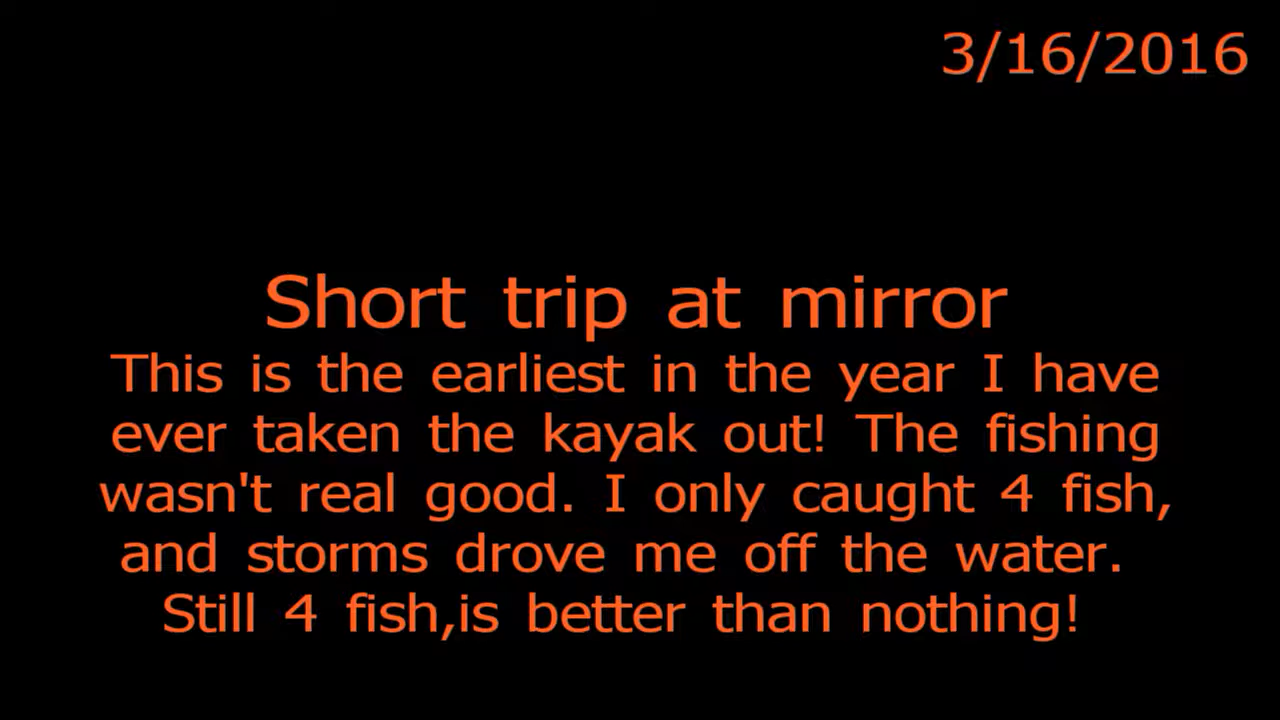 3/16/2016
Short trip at mirror
This is the earliest in the year I have
ever taken the kayak out! The fishing
wasn't real good. I only caught 4 fish,
and storms drove me off the water.
Still 4 fish,is better than nothing!